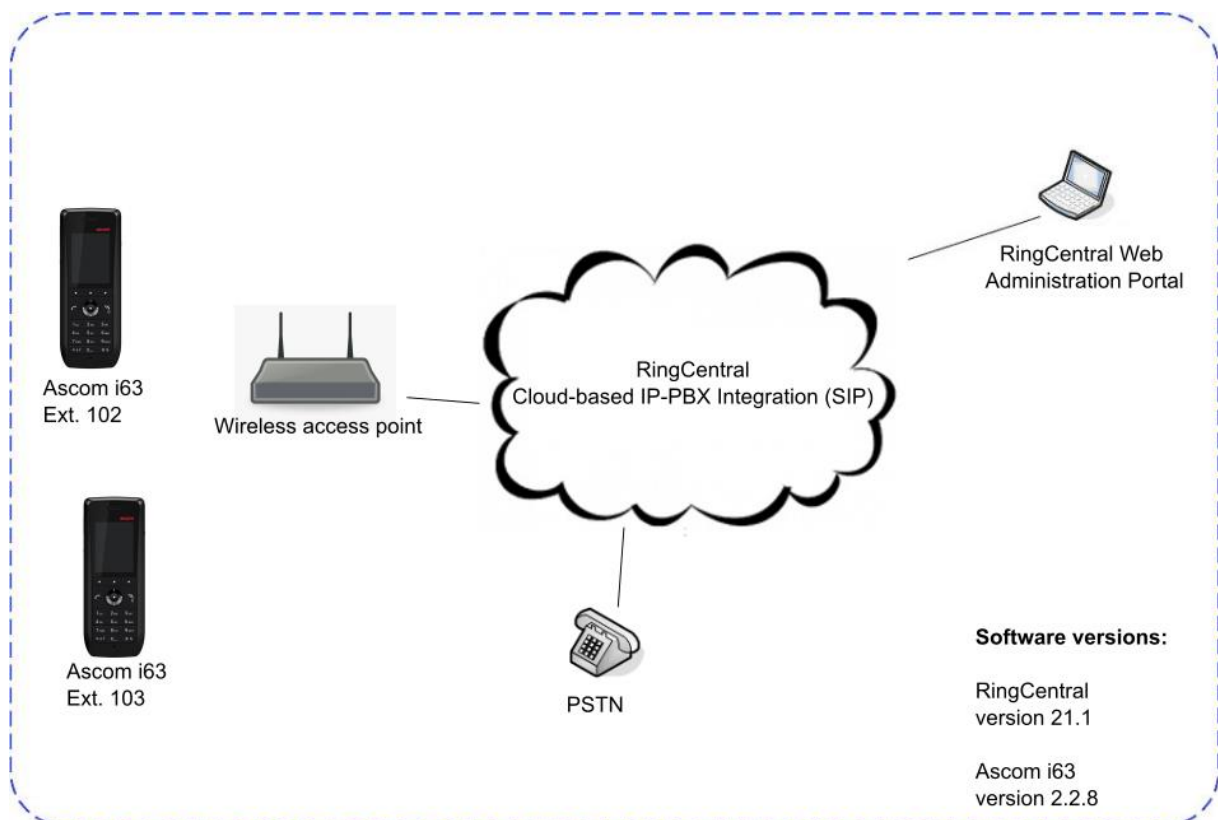 RingCentral Web
Administration Portal
RingCentral
Cloud-based IP-PBX Integration (SIP)
Ascom i63
Ext. 102
Wireless access point
Ascom i63
Ext. 103
PSTN
Software versions:
RingCentral
version 21.1
Ascom i63
version 2.2.8